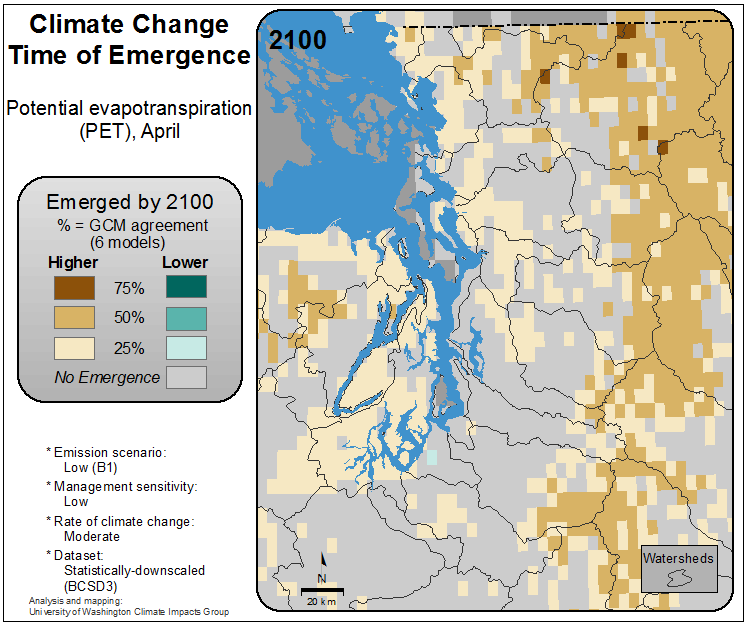 Climate Change
Time of Emergence
Potential evapotranspiration
(PET), April
Emerged by 2100
% = GCM agreement
(6 models)
Higher Lower
75%
50%
25%
No Emergence
* Emission scenario:
Low (B1)
* Management sensitivity:
Low
* Rate of climate change:
Moderate
* Dataset:
Statistically-downscaled
(BCSD3)
Analysis and mapping:
University of Washington Climate Impacts Group
2100
N
20 km
Watersheds